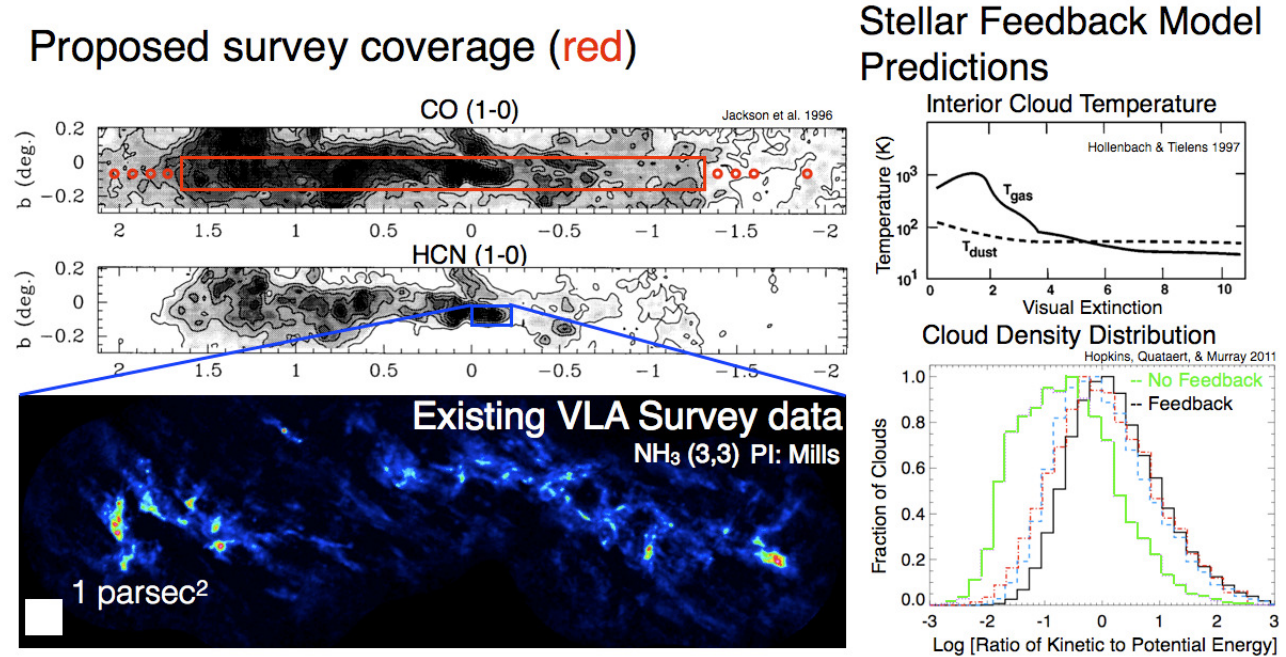 Proposed survey coverage (red)
CO (1-0)
Jackson et al. 1996
b (deg.)
0.2
0
-0.2
2 1.5 1 0.5 0 -0.5 -1 -1.5 -2
HCN (1-0)
b (deg.)
0.2
0
-0.2
2 1.5 1 0.5 0 -0.5 -1 -1.5 -2
Existing VLA Survey data
NH₃ (3,3) PI: Mills
1 parsec²
Stellar Feedback Model
Predictions
Interior Cloud Temperature
Hollenbach & Tielens 1997
Temperature (K)
10³
10²
10¹
Tgas
Tdust
0 2 4 6 8 10
Visual Extinction
Cloud Density Distribution
Hopkins, Quataert, & Murray 2011
No Feedback
Feedback
Fraction of Clouds
1.0
0.8
0.6
0.4
0.2
0.0
-3 -2 -1 0 1 2 3
Log [Ratio of Kinetic to Potential Energy]